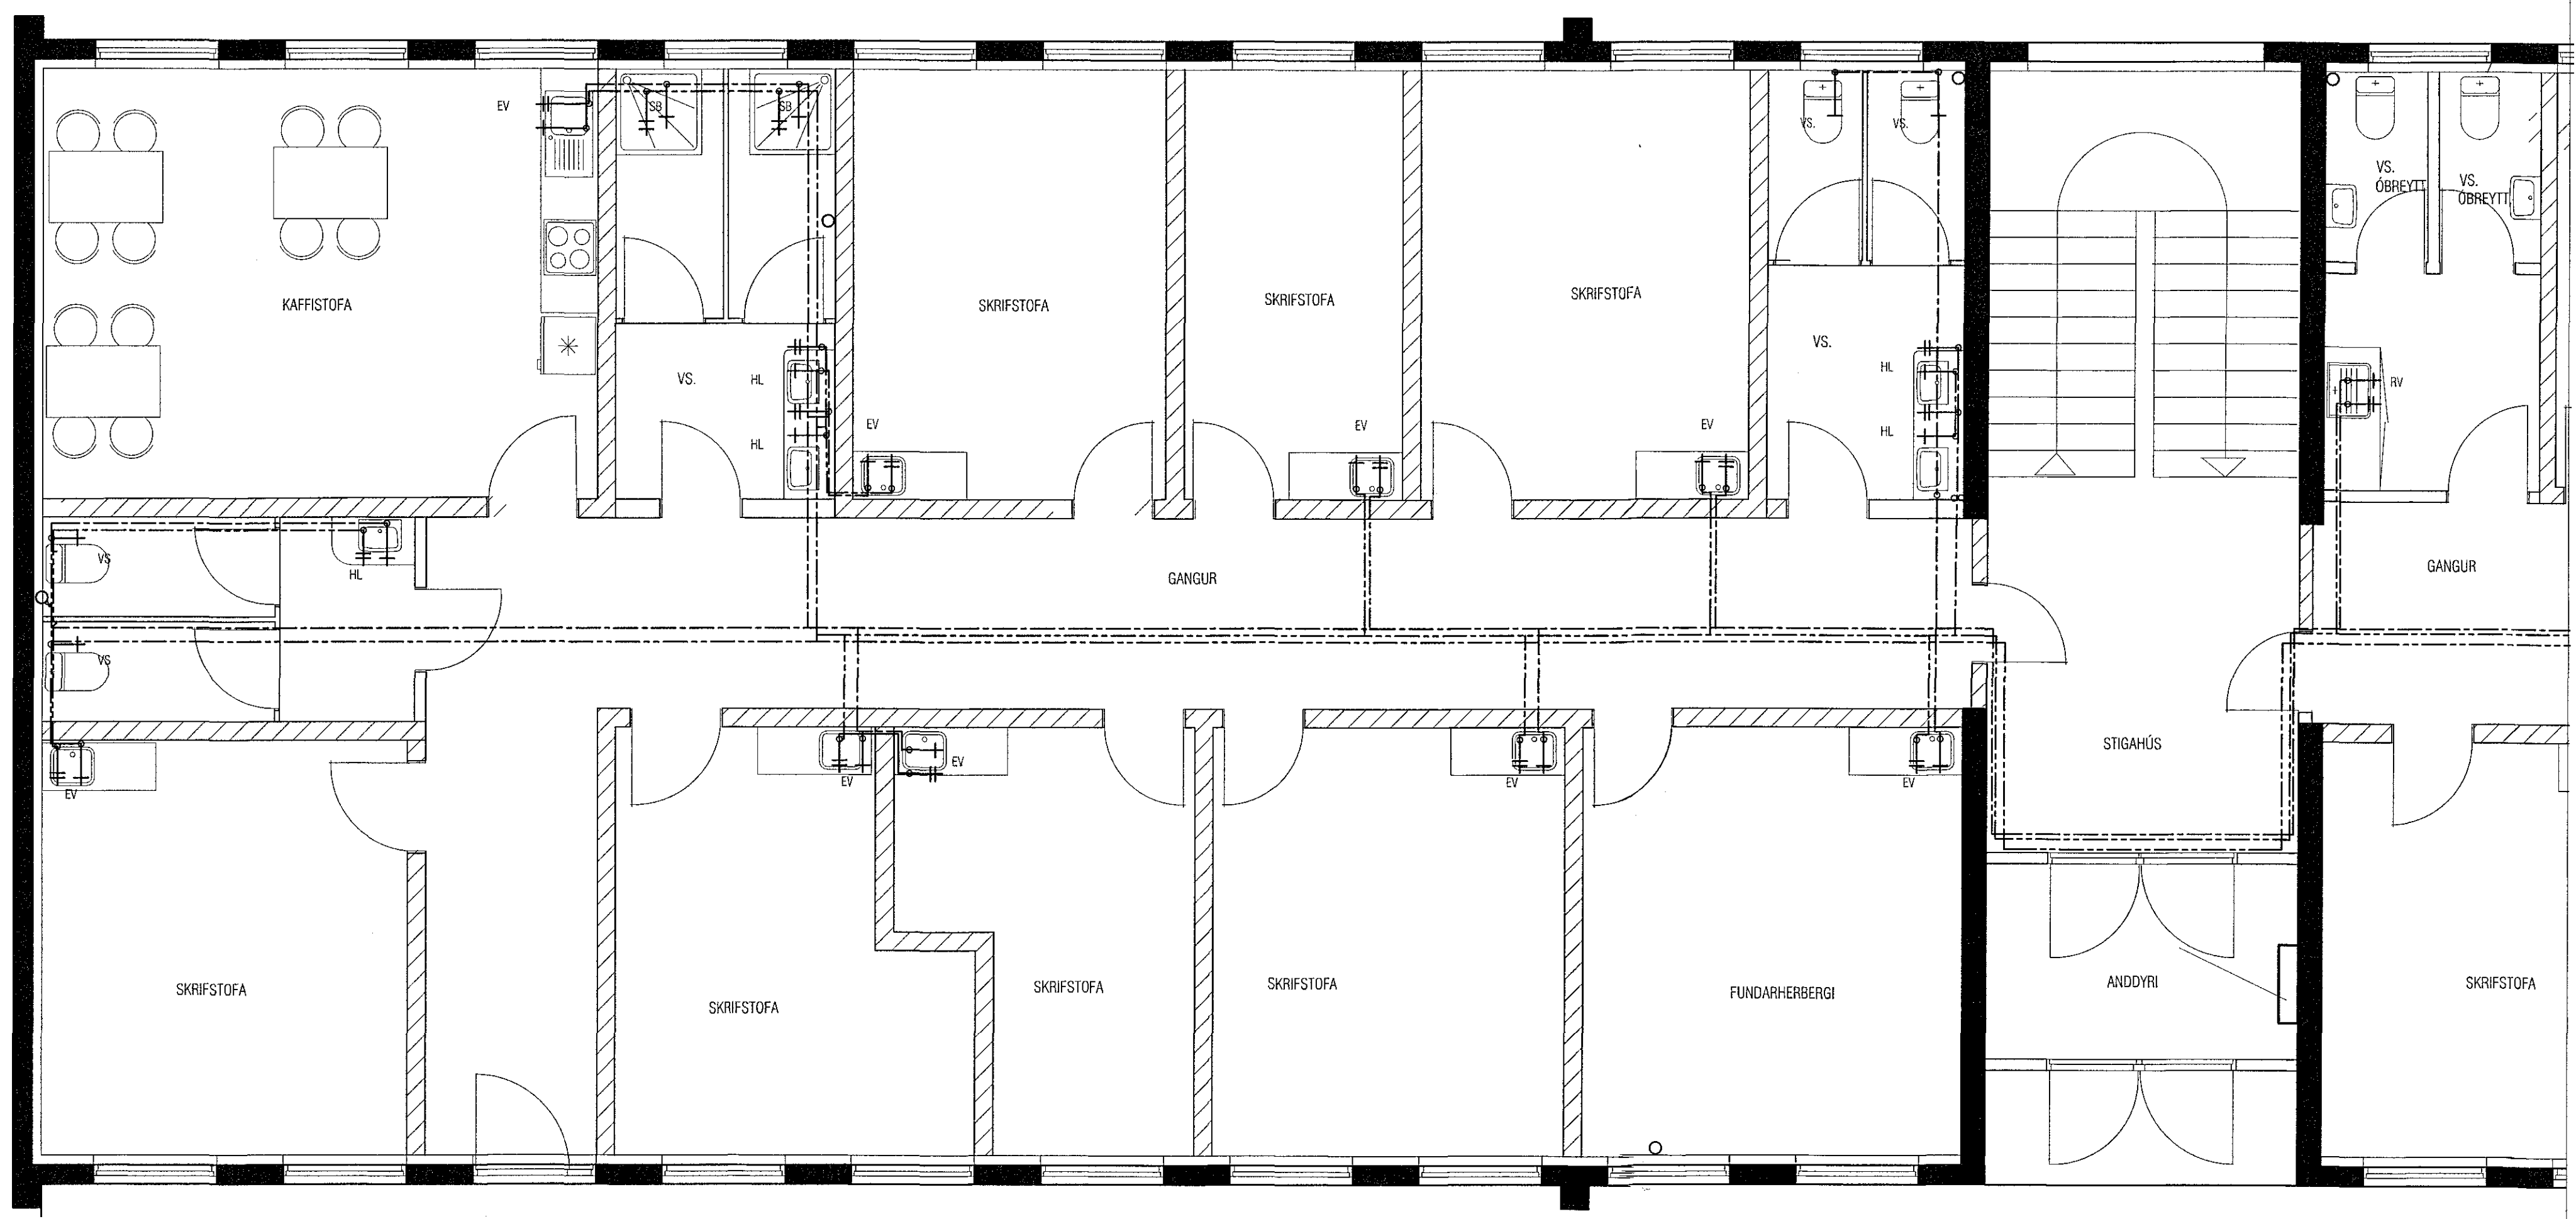 EV
SB
SB
VS.
VS.
VS.
ÓBREYTT
VS.
ÓBREYTT
KAFFISTOFA
SKRIFSTOFA
SKRIFSTOFA
SKRIFSTOFA
VS.
VS.
HL
HL
RV
EV
EV
EV
HL
HL
VS
HL
GANGUR
GANGUR
VS
EV
EV
EV
EV
EV
STIGAHÚS
SKRIFSTOFA
SKRIFSTOFA
SKRIFSTOFA
SKRIFSTOFA
FUNDARHERBERGI
ANDDYRI
SKRIFSTOFA